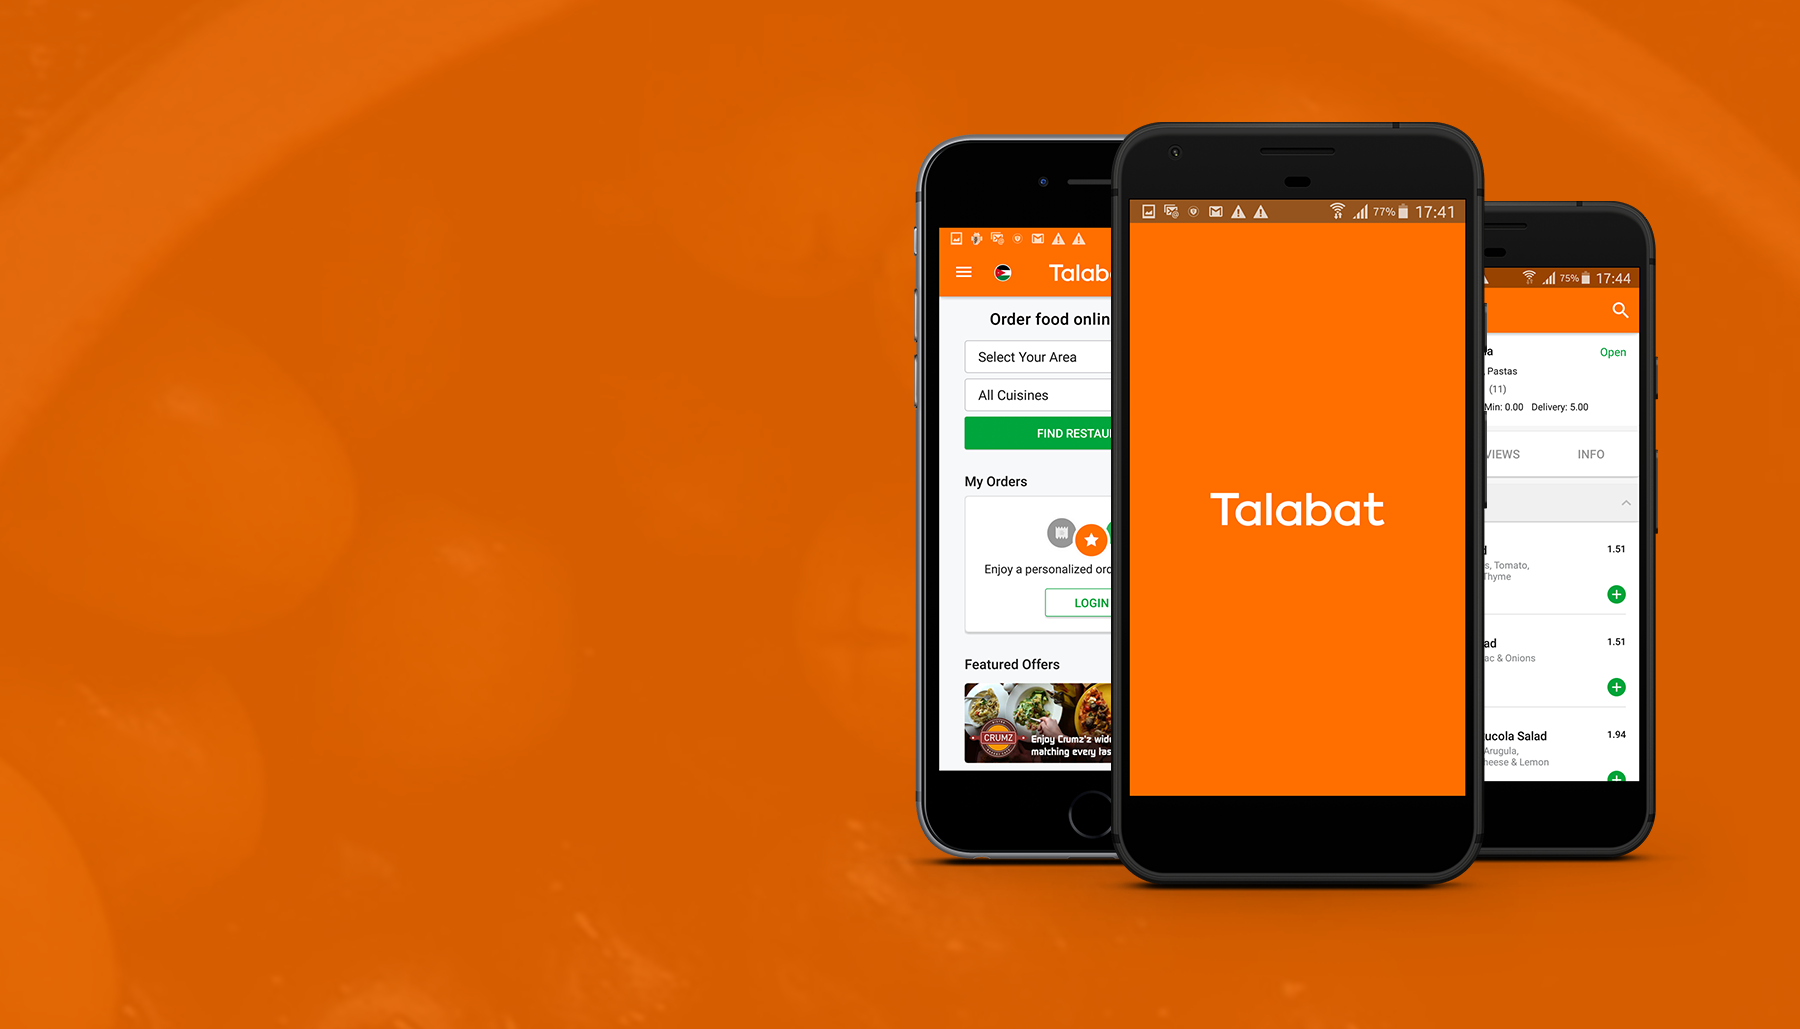 Talab
Order food onlin
Select Your Area
All Cuisines
FIND RESTAU
My Orders
Enjoy a personalized ord
LOGIN
Featured Offers
CRUMZ
Enjoy Crumz'z wide
matching every tas
77% 17:41
Talabat
75% 17:44
a
Open
, Pastas
(11)
Min: 0.00 Delivery: 5.00
VIEWS INFO
d 1.51
s, Tomato,
Thyme
ad 1.51
ac & Onions
ucola Salad 1.94
Arugula,
heese & Lemon